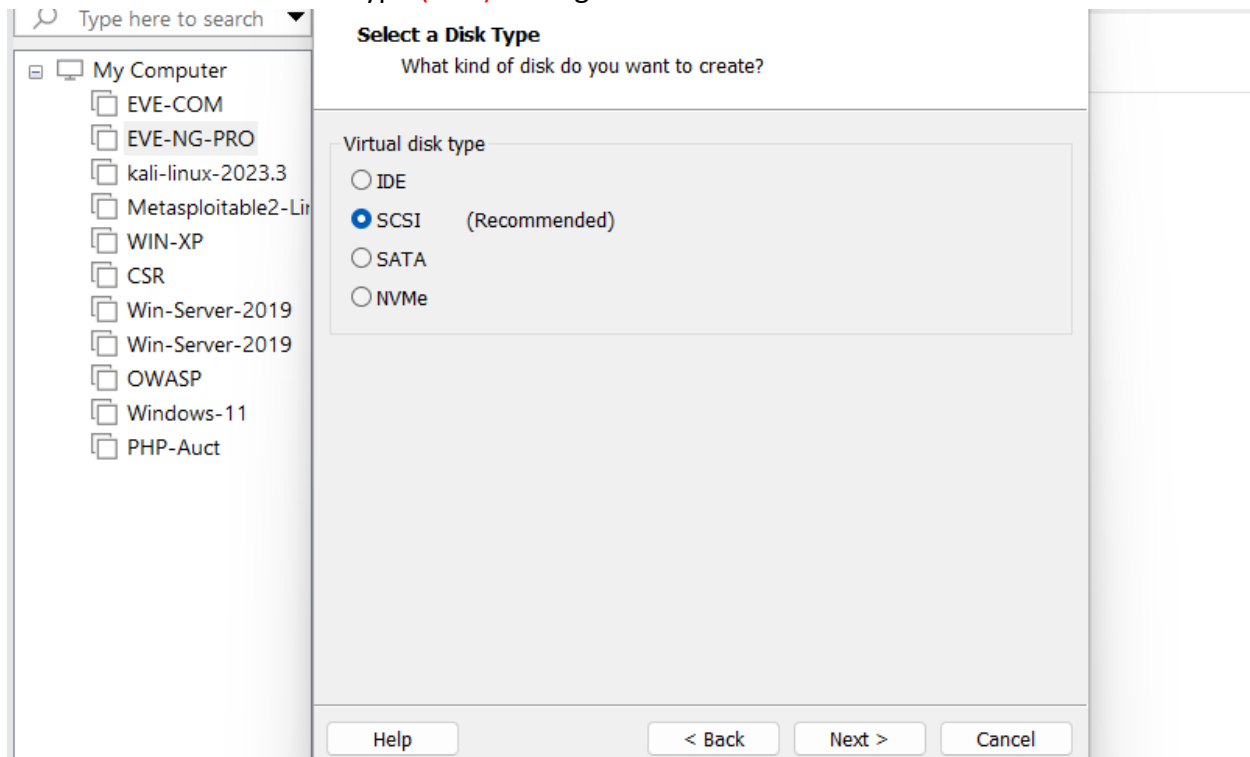 Type here to search
My Computer
EVE-COM
EVE-NG-PRO
kali-linux-2023.3
Metasploitable2-Lin
WIN-XP
CSR
Win-Server-2019
Win-Server-2019
OWASP
Windows-11
PHP-Auct
Select a Disk Type
What kind of disk do you want to create?
Virtual disk type
IDE
SCSI (Recommended)
SATA
NVMe
Help
< Back
Next >
Cancel